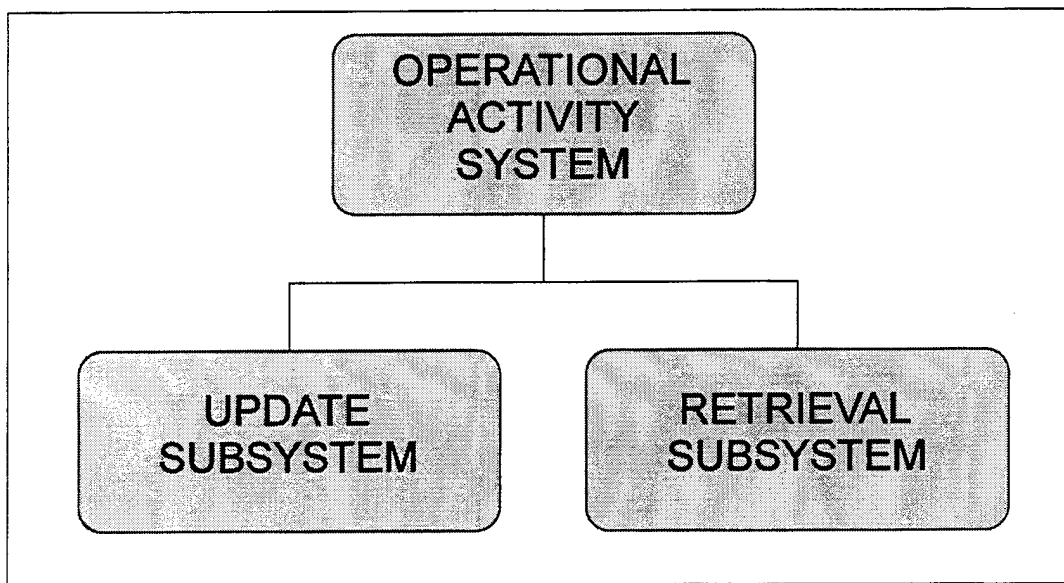 OPERATIONAL
ACTIVITY
SYSTEM
UPDATE
SUBSYSTEM
RETRIEVAL
SUBSYSTEM